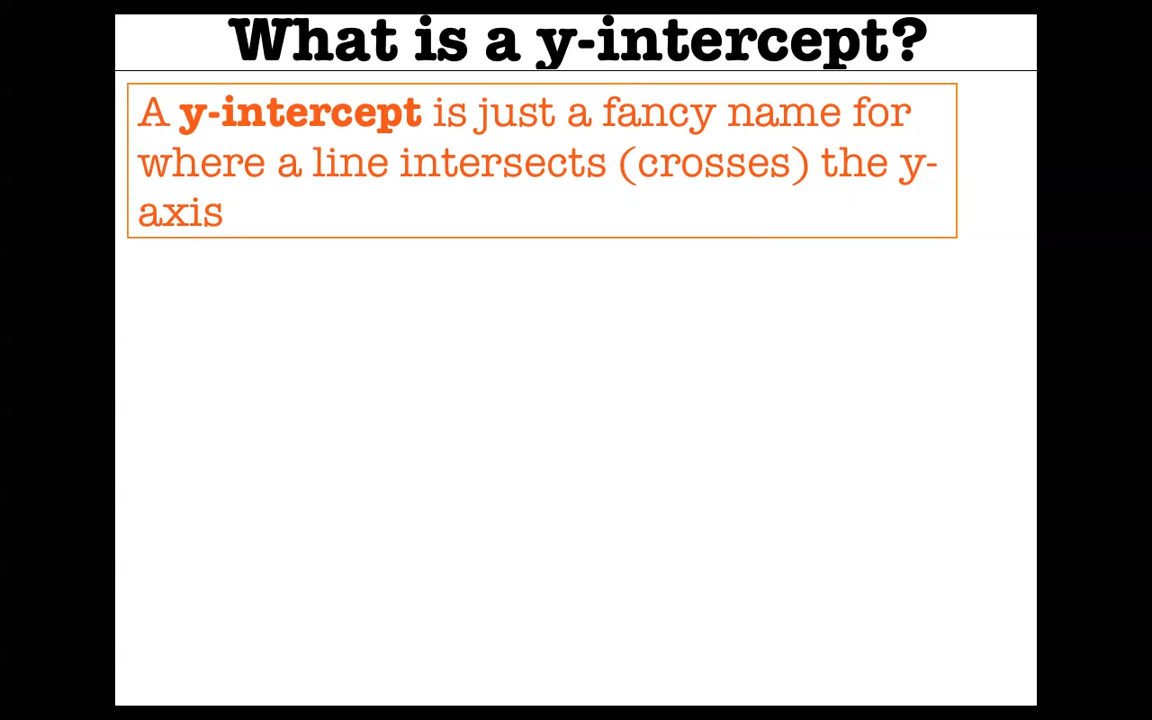 What is a y-intercept?
A y-intercept is just a fancy name for
where a line intersects (crosses) the y-
axis